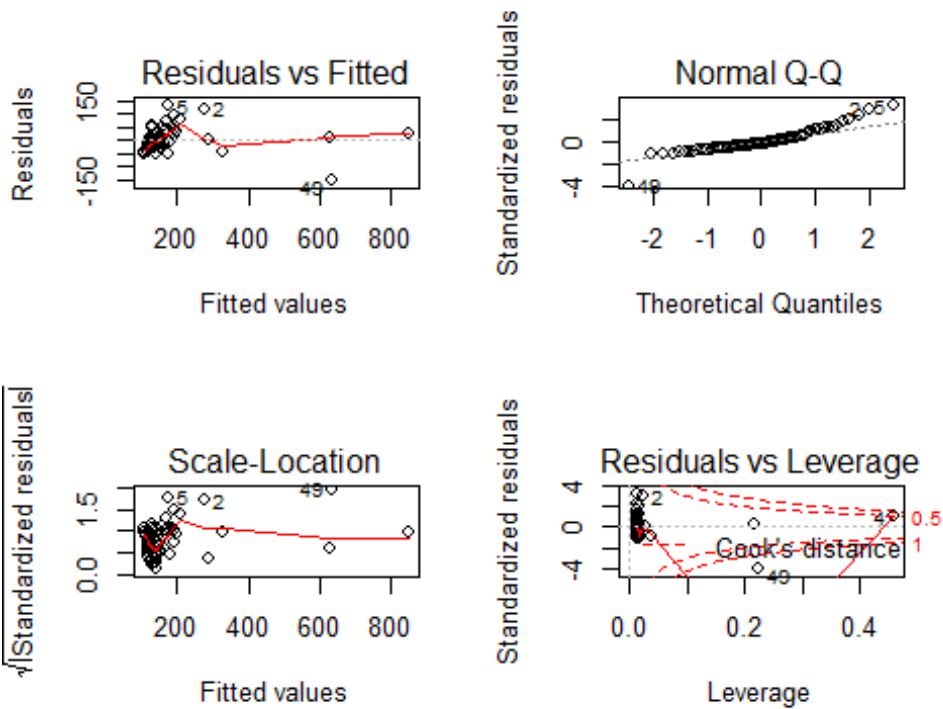 Residuals vs Fitted
Residuals
150
-150
5
2
49
200 400 600 800
Fitted values
Normal Q-Q
Standardized residuals
0
-4
2 5
49
-2 -1 0 1 2
Theoretical Quantiles
Scale-Location
√|Standardized residuals|
1.5
0.0
5
2
49
200 400 600 800
Fitted values
Residuals vs Leverage
Standardized residuals
4
0
-4
2
49
Cook's distance
0.5
1
0.0 0.2 0.4
Leverage